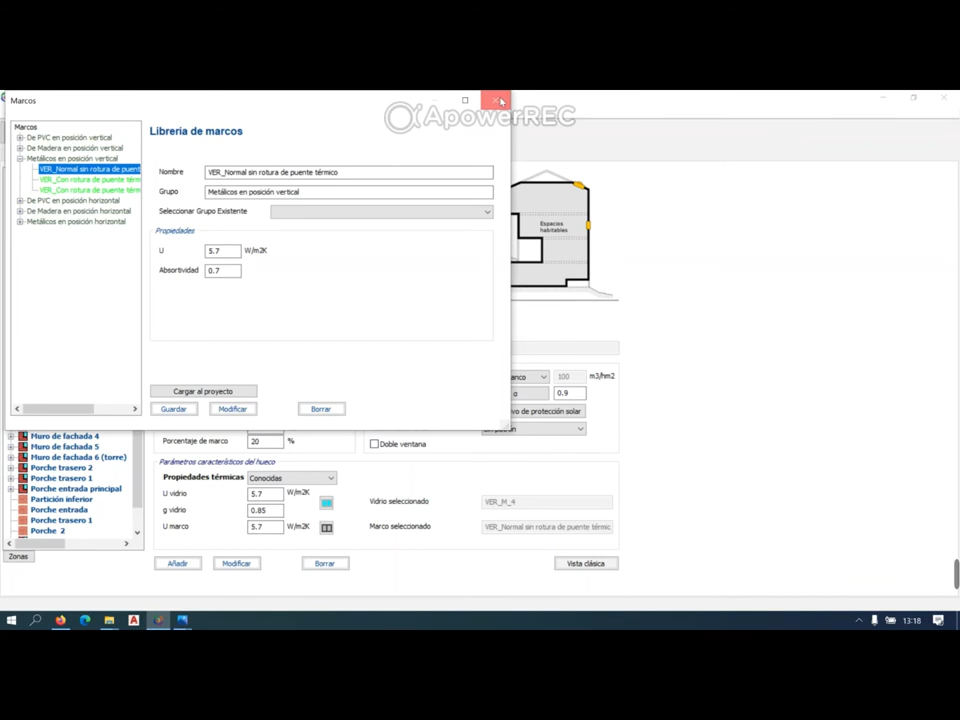 Marcos
ApowerREC
Marcos
De PVC en posición vertical
De Madera en posición vertical
Metálicos en posición vertical
VER_Normal sin rotura de puent
VER_Con rotura de puente térm
VER_Con rotura de puente térm
De PVC en posición horizontal
De Madera en posición horizontal
Metálicos en posición horizontal
Librería de marcos
Nombre
VER_Normal sin rotura de puente térmico
Grupo
Metálicos en posición vertical
Seleccionar Grupo Existente
Propiedades
U
5.7
W/m2K
Absortividad
0.7
Cargar al proyecto
Guardar
Modificar
Borrar
Espacios
habitables
anco
100
m3/hm2
α
0.9
ivo de protección solar
Muro de fachada 4
Muro de fachada 5
Muro de fachada 6 (torre)
Porche trasero 2
Porche trasero 1
Porche entrada principal
Partición inferior
Porche entrada
Porche trasero 1
Porche 2
Zonas
Porcentaje de marco
20
%
Doble ventana
Parámetros característicos del hueco
Propiedades térmicas
Conocidas
U vidrio
5.7
W/m2K
g vidrio
0.85
U marco
5.7
W/m2K
Vidrio seleccionado
VER_M_4
Marco seleccionado
VER_Normal sin rotura de puente térmic
Añadir
Modificar
Borrar
Vista clásica
13:18